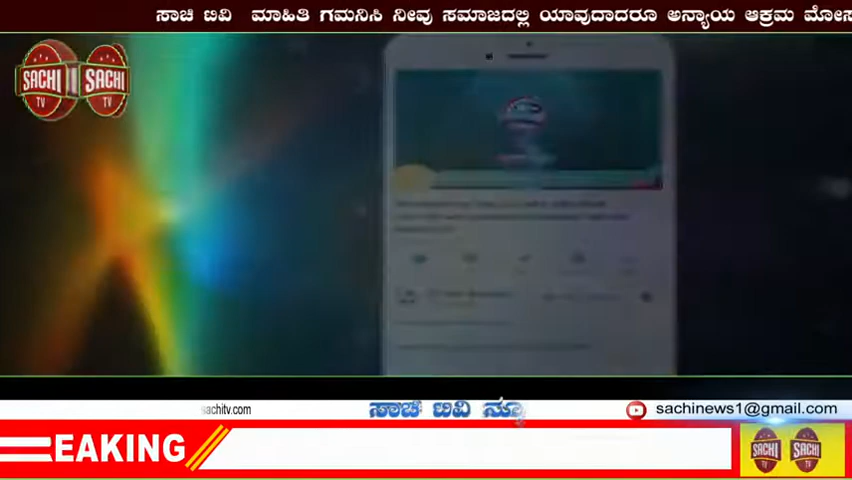 ಸಾಚಿ ಟಿವಿ ಮಾಹಿತಿ ಗಮನಿಸಿ ನೀವು ಸಮಾಜದಲ್ಲಿ ಯಾವುದಾದರೂ ಅನ್ಯಾಯ ಆಕ್ರಮ ಮೋಸ
SACHI SACHI
TV TV
sachitv.com ಸಾಚಿ ಟಿವಿ ನ್ಯೂ sachinews1@gmail.com
EAKING
SACHI SACHI
TV TV